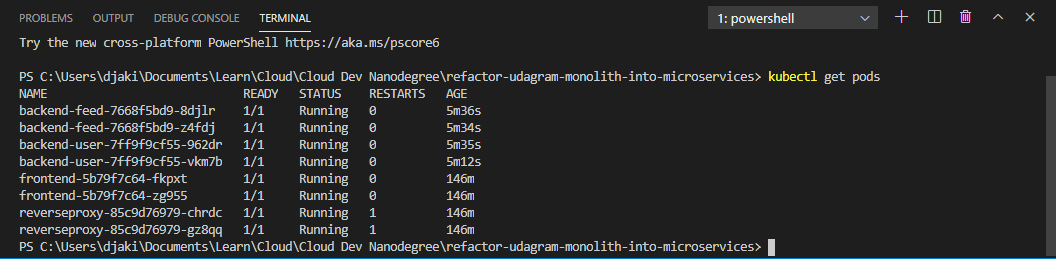 PROBLEMS OUTPUT DEBUG CONSOLE TERMINAL 1: powershell
Try the new cross-platform PowerShell https://aka.ms/pscore6
PS C:\Users\djaki\Documents\Learn\Cloud\Cloud Dev Nanodegree\refactor-udagram-monolith-into-microservices> kubectl get pods
NAME READY STATUS RESTARTS AGE
backend-feed-7668f5bd9-8djlr 1/1 Running 0 5m36s
backend-feed-7668f5bd9-z4fdj 1/1 Running 0 5m34s
backend-user-7ff9f9cf55-962dr 1/1 Running 0 5m35s
backend-user-7ff9f9cf55-vkm7b 1/1 Running 0 5m12s
frontend-5b79f7c64-fkpxt 1/1 Running 0 146m
frontend-5b79f7c64-zg955 1/1 Running 0 146m
reverseproxy-85c9d76979-chrdc 1/1 Running 1 146m
reverseproxy-85c9d76979-gz8qq 1/1 Running 1 146m
PS C:\Users\djaki\Documents\Learn\Cloud\Cloud Dev Nanodegree\refactor-udagram-monolith-into-microservices>